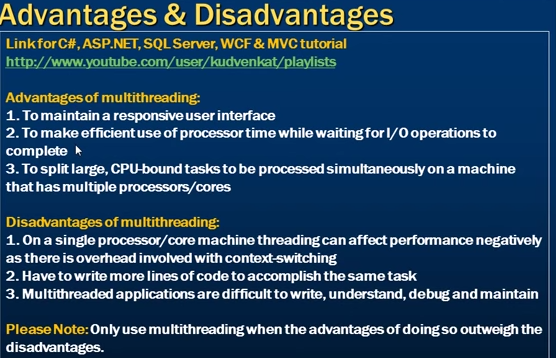 Advantages & Disadvantages
Link for C#, ASP.NET, SQL Server, WCF & MVC tutorial
http://www.youtube.com/user/kudvenkat/playlists
Advantages of multithreading:
1. To maintain a responsive user interface
2. To make efficient use of processor time while waiting for I/O operations to
complete
3. To split large, CPU-bound tasks to be processed simultaneously on a machine
that has multiple processors/cores
Disadvantages of multithreading:
1. On a single processor/core machine threading can affect performance negatively
as there is overhead involved with context-switching
2. Have to write more lines of code to accomplish the same task
3. Multithreaded applications are difficult to write, understand, debug and maintain
Please Note: Only use multithreading when the advantages of doing so outweigh the
disadvantages.